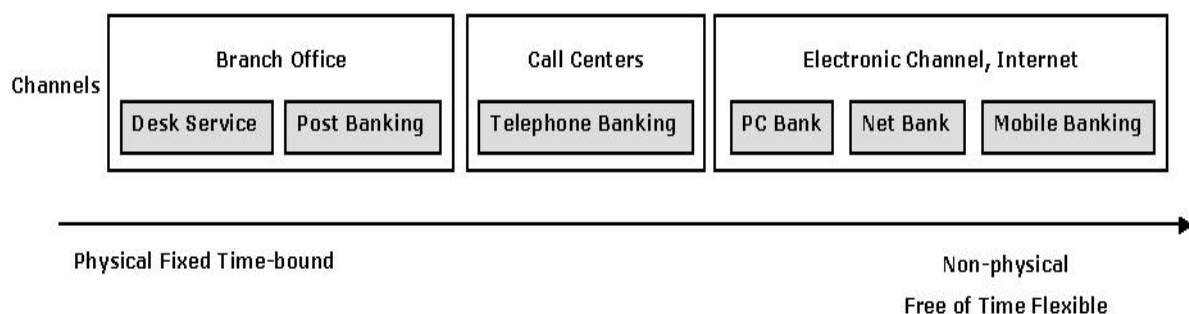 Branch Office
Call Centers
Electronic Channel, Internet
Channels
Desk Service
Post Banking
Telephone Banking
PC Bank
Net Bank
Mobile Banking
Physical Fixed Time-bound
Non-physical
Free of Time Flexible